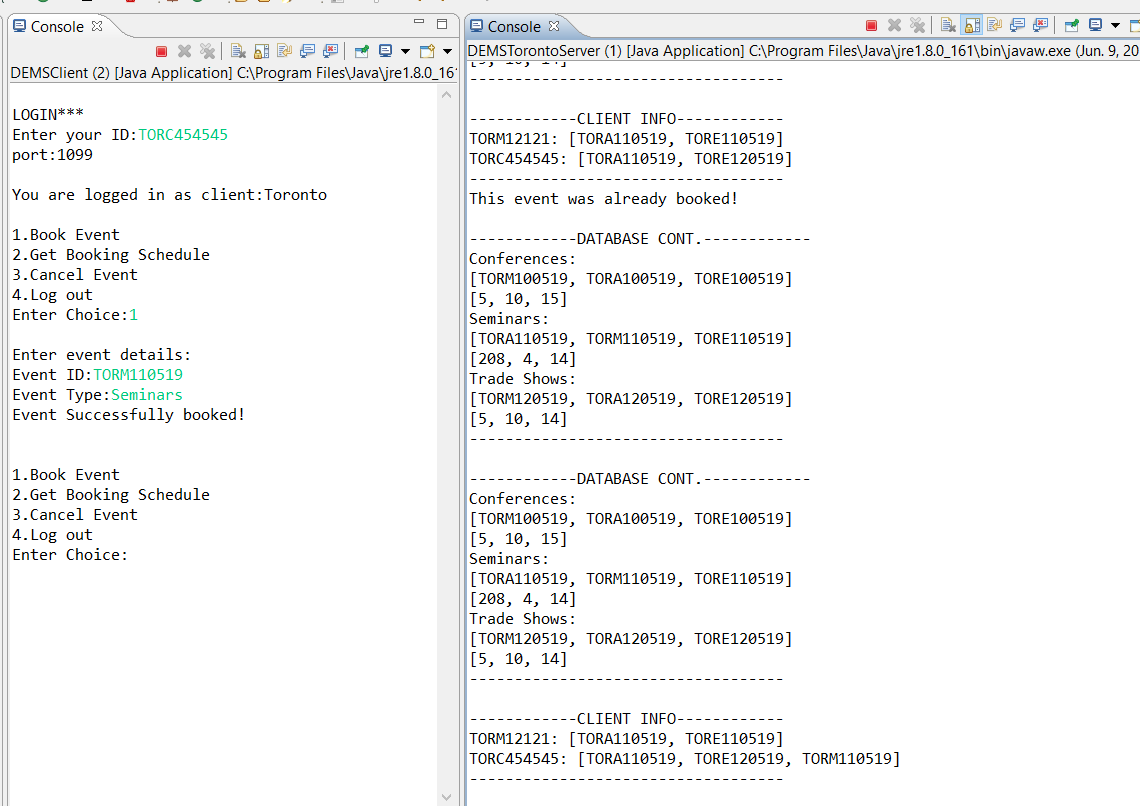 Console
DEMSClient (2) [Java Application] C:\Program Files\Java\jre1.8.0_161
LOGIN***
Enter your ID:TORC454545
port:1099
You are logged in as client:Toronto
1.Book Event
2.Get Booking Schedule
3.Cancel Event
4.Log out
Enter Choice:1
Enter event details:
Event ID:TORM110519
Event Type:Seminars
Event Successfully booked!
1.Book Event
2.Get Booking Schedule
3.Cancel Event
4.Log out
Enter Choice:
Console
DEMSTorontoServer (1) [Java Application] C:\Program Files\Java\jre1.8.0_161\bin\javaw.exe (Jun. 9, 20
[5, 10, 14]
-----------------------------------
------------CLIENT INFO------------
TORM12121: [TORA110519, TORE110519]
TORC454545: [TORA110519, TORE120519]
-----------------------------------
This event was already booked!
------------DATABASE CONT.------------
Conferences:
[TORM100519, TORA100519, TORE100519]
[5, 10, 15]
Seminars:
[TORA110519, TORM110519, TORE110519]
[208, 4, 14]
Trade Shows:
[TORM120519, TORA120519, TORE120519]
[5, 10, 14]
-----------------------------------
------------DATABASE CONT.------------
Conferences:
[TORM100519, TORA100519, TORE100519]
[5, 10, 15]
Seminars:
[TORA110519, TORM110519, TORE110519]
[208, 4, 14]
Trade Shows:
[TORM120519, TORA120519, TORE120519]
[5, 10, 14]
-----------------------------------
------------CLIENT INFO------------
TORM12121: [TORA110519, TORE110519]
TORC454545: [TORA110519, TORE120519, TORM110519]
-----------------------------------